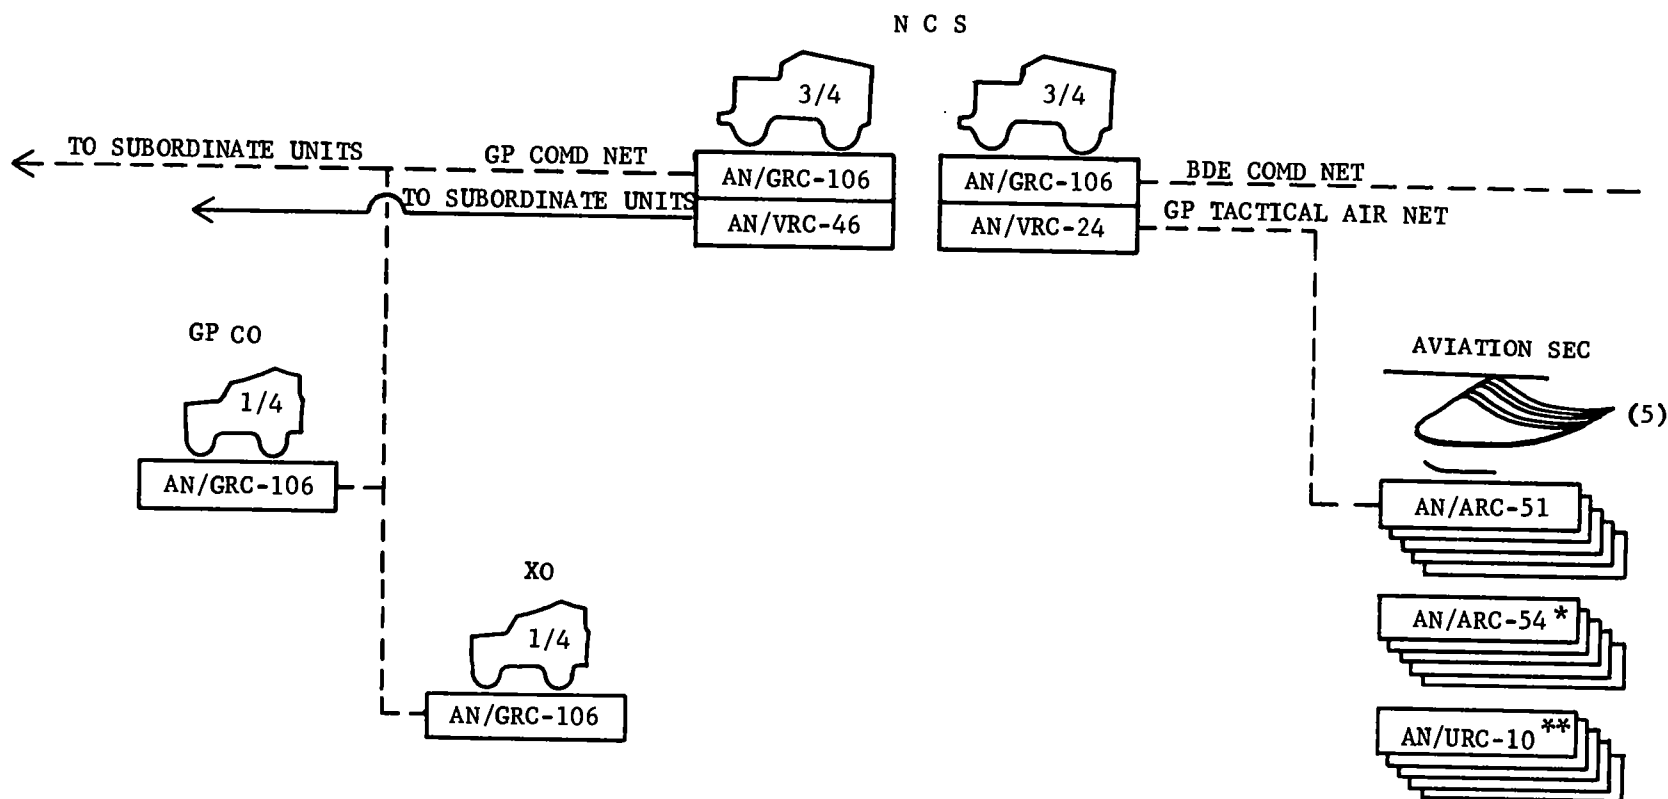 N C S
3/4
3/4
TO SUBORDINATE UNITS
GP COMD NET
AN/GRC-106
AN/GRC-106
BDE COMD NET
TO SUBORDINATE UNITS
AN/VRC-46
AN/VRC-24
GP TACTICAL AIR NET
GP CO
1/4
AN/GRC-106
AVIATION SEC
(5)
AN/ARC-51
XO
1/4
AN/GRC-106
AN/ARC-54 *
AN/URC-10 **